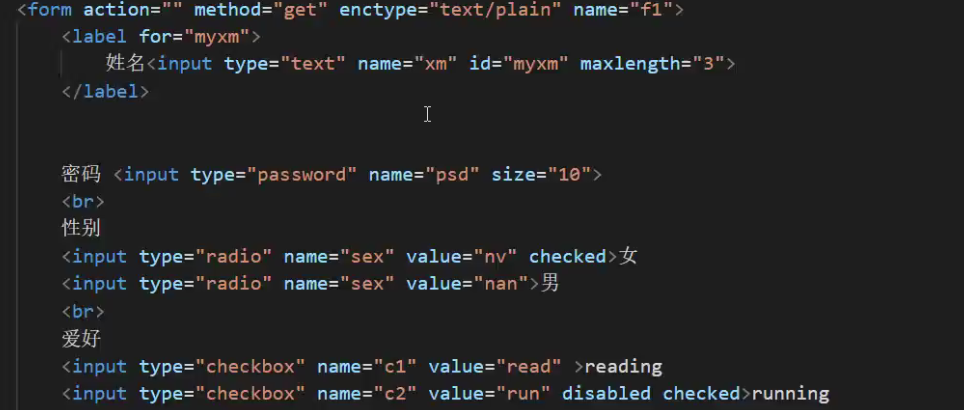 <form action="" method="get" enctype="text/plain" name="f1">
<label for="myxm">
姓名<input type="text" name="xm" id="myxm" maxlength="3">
</label>
密码 <input type="password" name="psd" size="10">
<br>
性别
<input type="radio" name="sex" value="nv" checked>女
<input type="radio" name="sex" value="nan">男
<br>
爱好
<input type="checkbox" name="c1" value="read" >reading
<input type="checkbox" name="c2" value="run" disabled checked>running